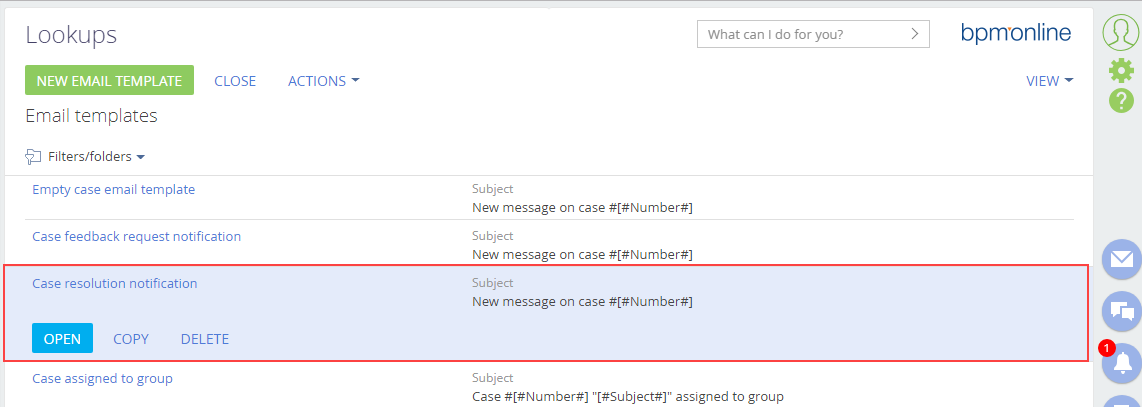 Lookups
What can I do for you?
bpm'online
NEW EMAIL TEMPLATE CLOSE ACTIONS VIEW
Email templates
Filters/folders
Empty case email template Subject
New message on case #[#Number#]
Case feedback request notification Subject
New message on case #[#Number#]
Case resolution notification Subject
New message on case #[#Number#]
OPEN COPY DELETE
1
Case assigned to group Subject
Case #[#Number#] "[#Subject#]" assigned to group